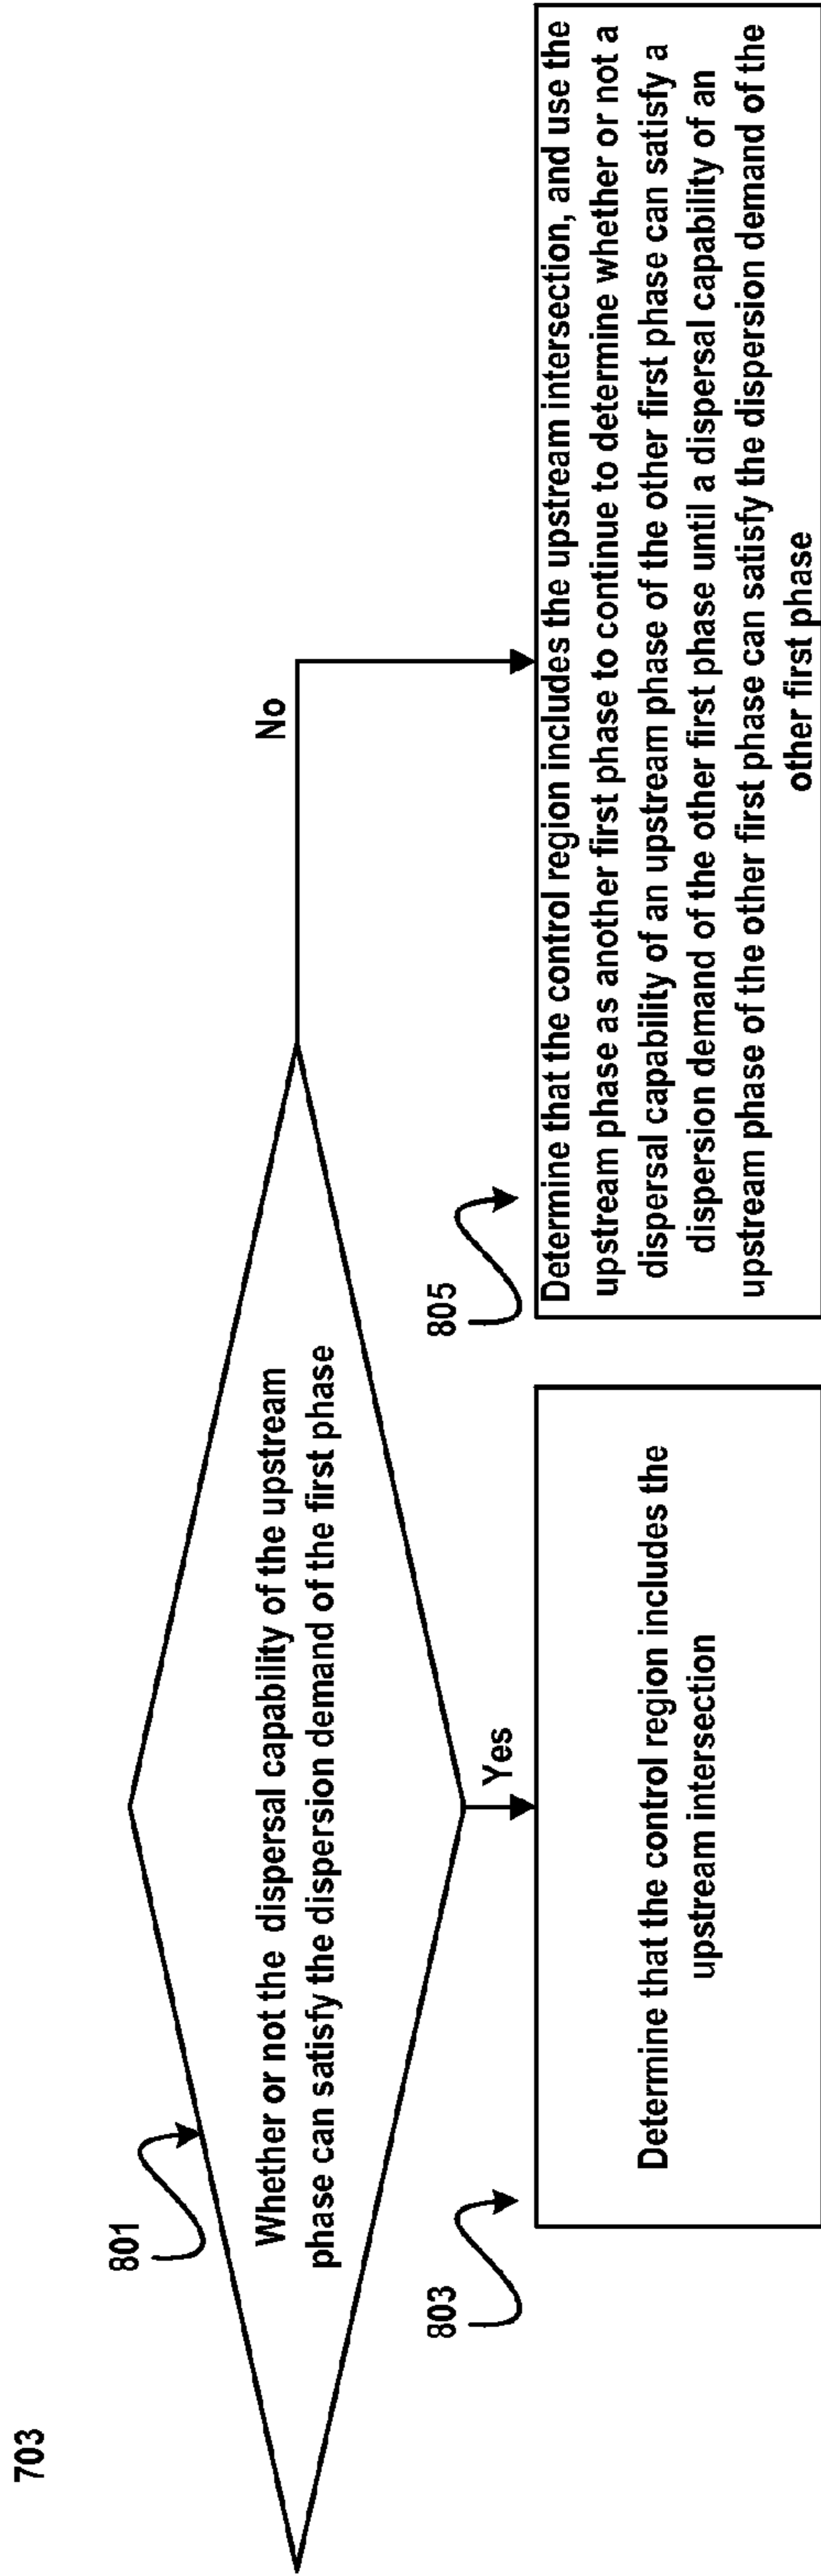 703
801
Whether or not the dispersal capability of the upstream
phase can satisfy the dispersion demand of the first phase
No
Yes
803
Determine that the control region includes the
upstream intersection
805
Determine that the control region includes the upstream intersection, and use the
upstream phase as another first phase to continue to determine whether or not a
dispersal capability of an upstream phase of the other first phase can satisfy a
dispersion demand of the other first phase until a dispersal capability of an
upstream phase of the other first phase can satisfy the dispersion demand of the
other first phase